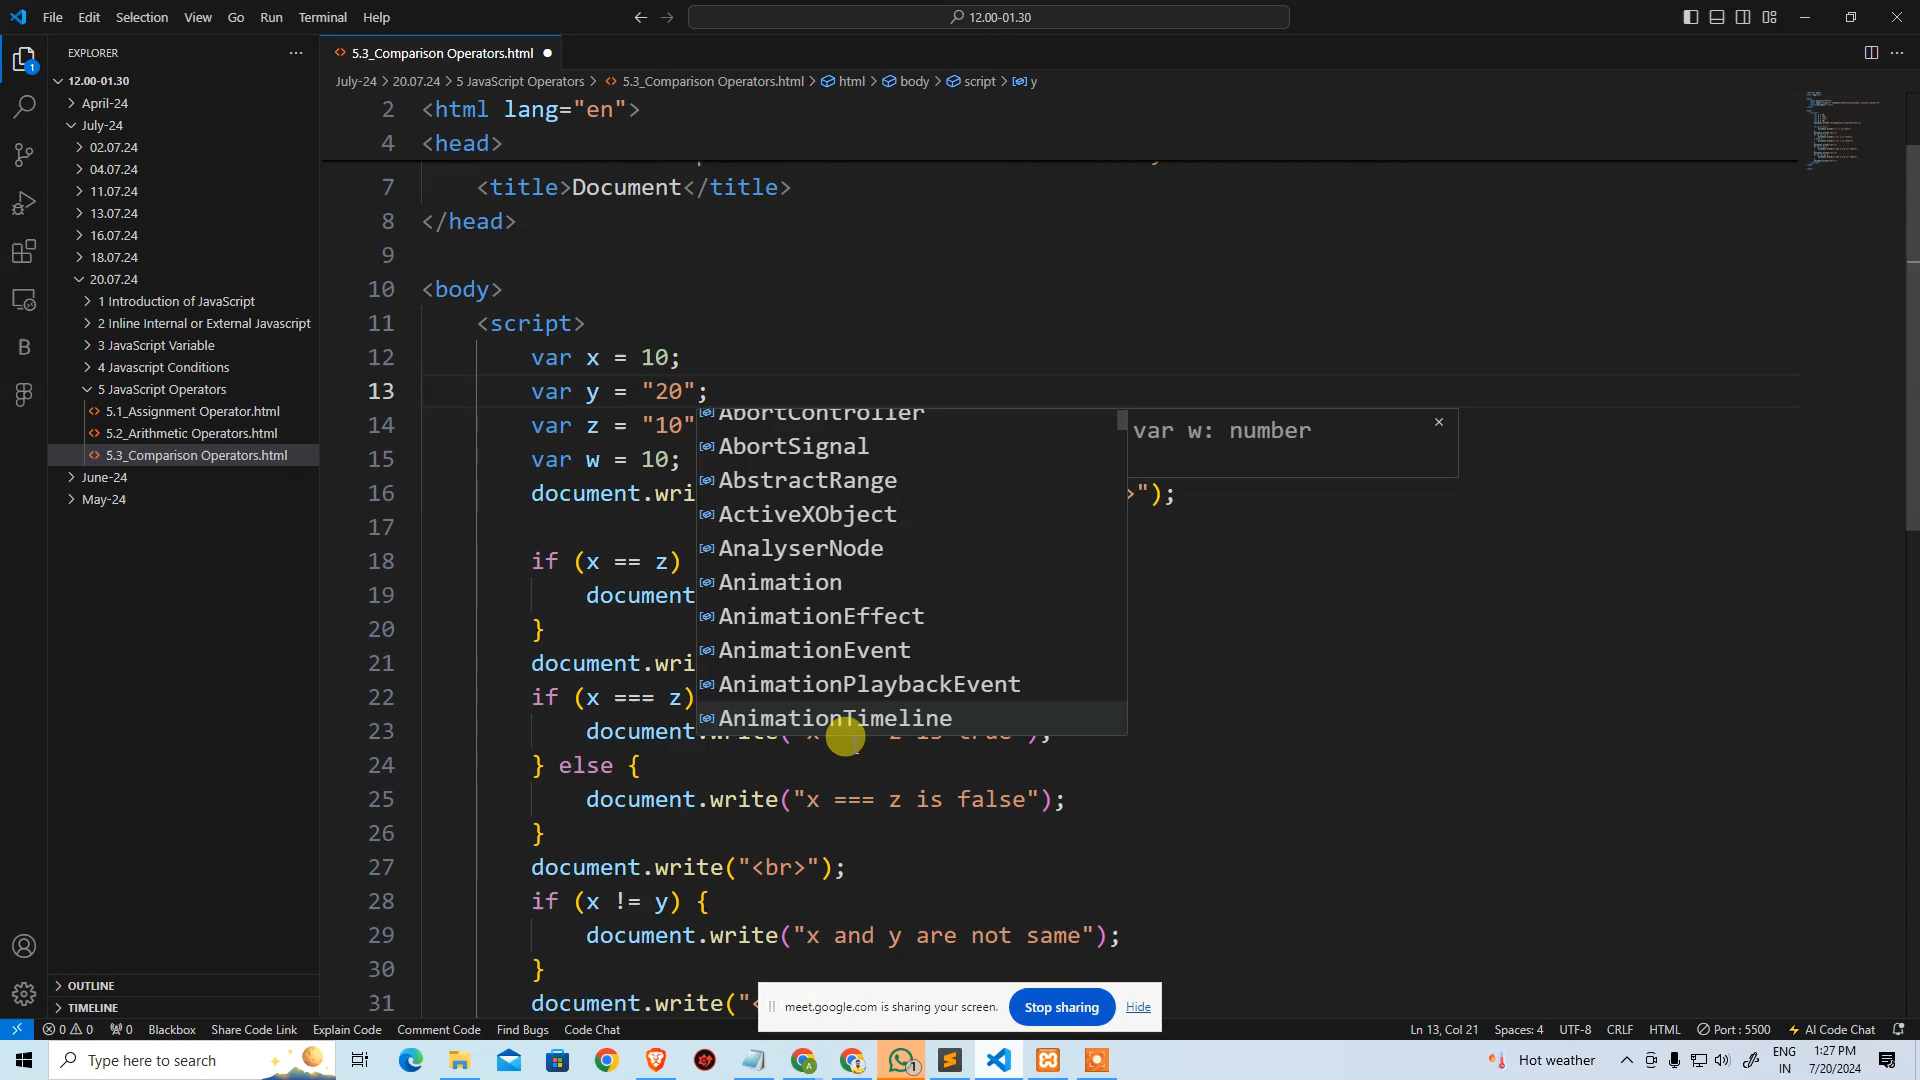 File Edit Selection View Go Run Terminal Help
12.00-01.30
EXPLORER
5.3_Comparison Operators.html
July-24 > 20.07.24 > 5 JavaScript Operators > 5.3_Comparison Operators.html > html > body > script > y
12.00-01.30
April-24
July-24
02.07.24
04.07.24
11.07.24
13.07.24
16.07.24
18.07.24
20.07.24
1 Introduction of JavaScript
2 Inline Internal or External Javascript
3 JavaScript Variable
4 Javascript Conditions
5 JavaScript Operators
5.1_Assignment Operator.html
5.2_Arithmetic Operators.html
5.3_Comparison Operators.html
June-24
May-24
OUTLINE
TIMELINE
2 <html lang="en">
4 <head>
7 <title>Document</title>
8 </head>
9
10 <body>
11 <script>
12 var x = 10;
13 var y = "20";
14 var z = "10"
15 var w = 10;
16 document.wri >");
17
18 if (x == z)
19 document
20 }
21 document.wri
22 if (x === z)
23 document.write("x z is true");
24 } else {
25 document.write("x === z is false");
26 }
27 document.write("<br>");
28 if (x != y) {
29 document.write("x and y are not same");
30 }
31 document.write("
AbortController
AbortSignal
AbstractRange
ActiveXObject
AnalyserNode
Animation
AnimationEffect
AnimationEvent
AnimationPlaybackEvent
AnimationTimeline
var w: number
meet.google.com is sharing your screen. Stop sharing Hide
0 0 0 Blackbox Share Code Link Explain Code Comment Code Find Bugs Code Chat Ln 13, Col 21 Spaces: 4 UTF-8 CRLF HTML Port : 5500 AI Code Chat
Type here to search
Hot weather
ENG
IN
1:27 PM
7/20/2024